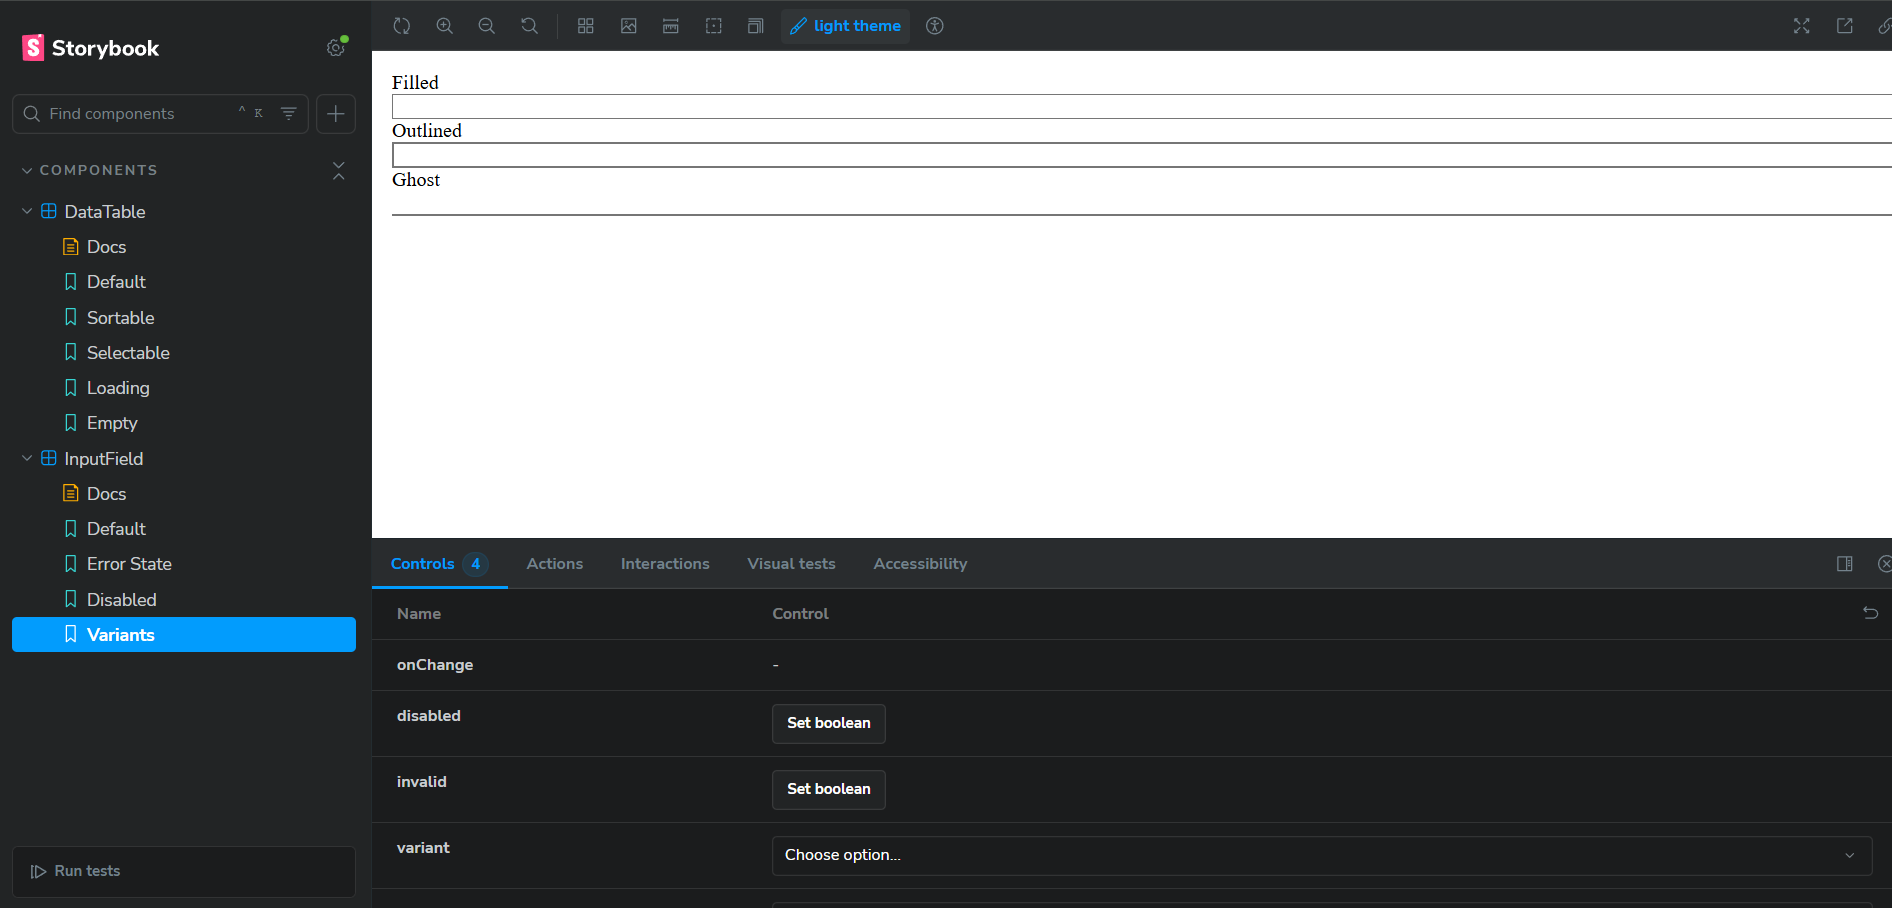 Storybook
Find components
^ K
COMPONENTS
DataTable
Docs
Default
Sortable
Selectable
Loading
Empty
InputField
Docs
Default
Error State
Disabled
Variants
Run tests
light theme
Filled
Outlined
Ghost
Controls 4
Actions
Interactions
Visual tests
Accessibility
Name
Control
onChange
-
disabled
Set boolean
invalid
Set boolean
variant
Choose option...